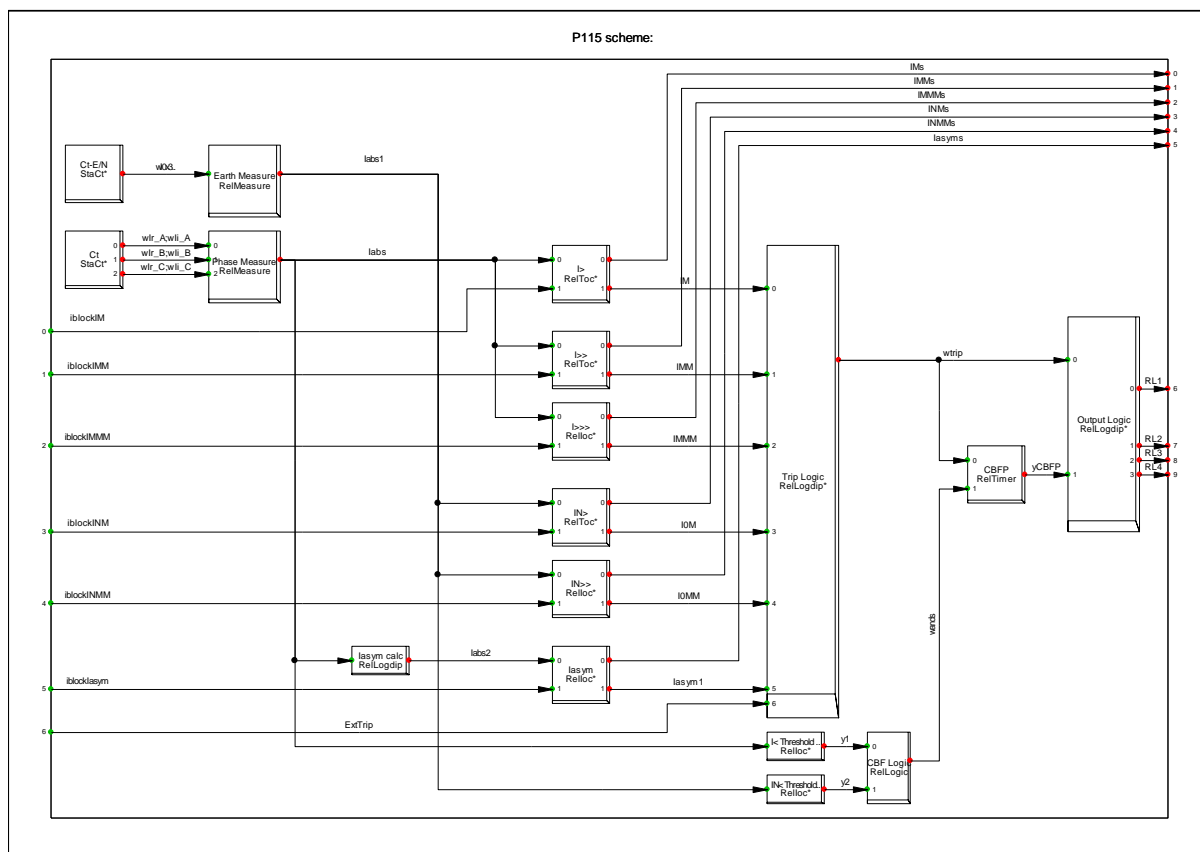 P115 scheme:
IMs
0
IMMs
1
IMMMs
2
INMs
3
INMMs
4
Iasyms
5
Ct-E/N
StaCt*
wI0x3..
Earth Measure
RelMeasure
Iabs1
Ct
StaCt*
0
1
2
wIr_A;wIi_A
wIr_B;wIi_B
wIr_C;wIi_C
0
1
2
Phase Measure
RelMeasure
Iabs
0
1
I>
RelToc*
0
1
IM
0
0
iblockIM
0
1
I>>
RelToc*
0
1
IMM
1
1
iblockIMM
0
1
I>>>
RelIoc*
0
1
IMMM
2
2
iblockIMMM
Trip Logic
RelLogdip*
wtrip
0
1
CBFP
RelTimer
yCBFP
0
1
Output Logic
RelLogdip*
0
1
2
3
RL1
6
RL2
7
RL3
8
RL4
9
0
1
IN>
RelToc*
0
1
I0M
3
3
iblockINM
0
1
IN>>
RelIoc*
0
1
I0MM
4
4
iblockINMM
wands
Iasym calc
RelLogdip
Iabs2
0
1
Iasym
RelIoc*
0
1
Iasym1
5
5
iblockIasym
6
6
ExtTrip
I< Threshold ..
RelIoc*
y1
0
CBF Logic
RelLogic
IN< Threshold..
RelIoc*
y2
1